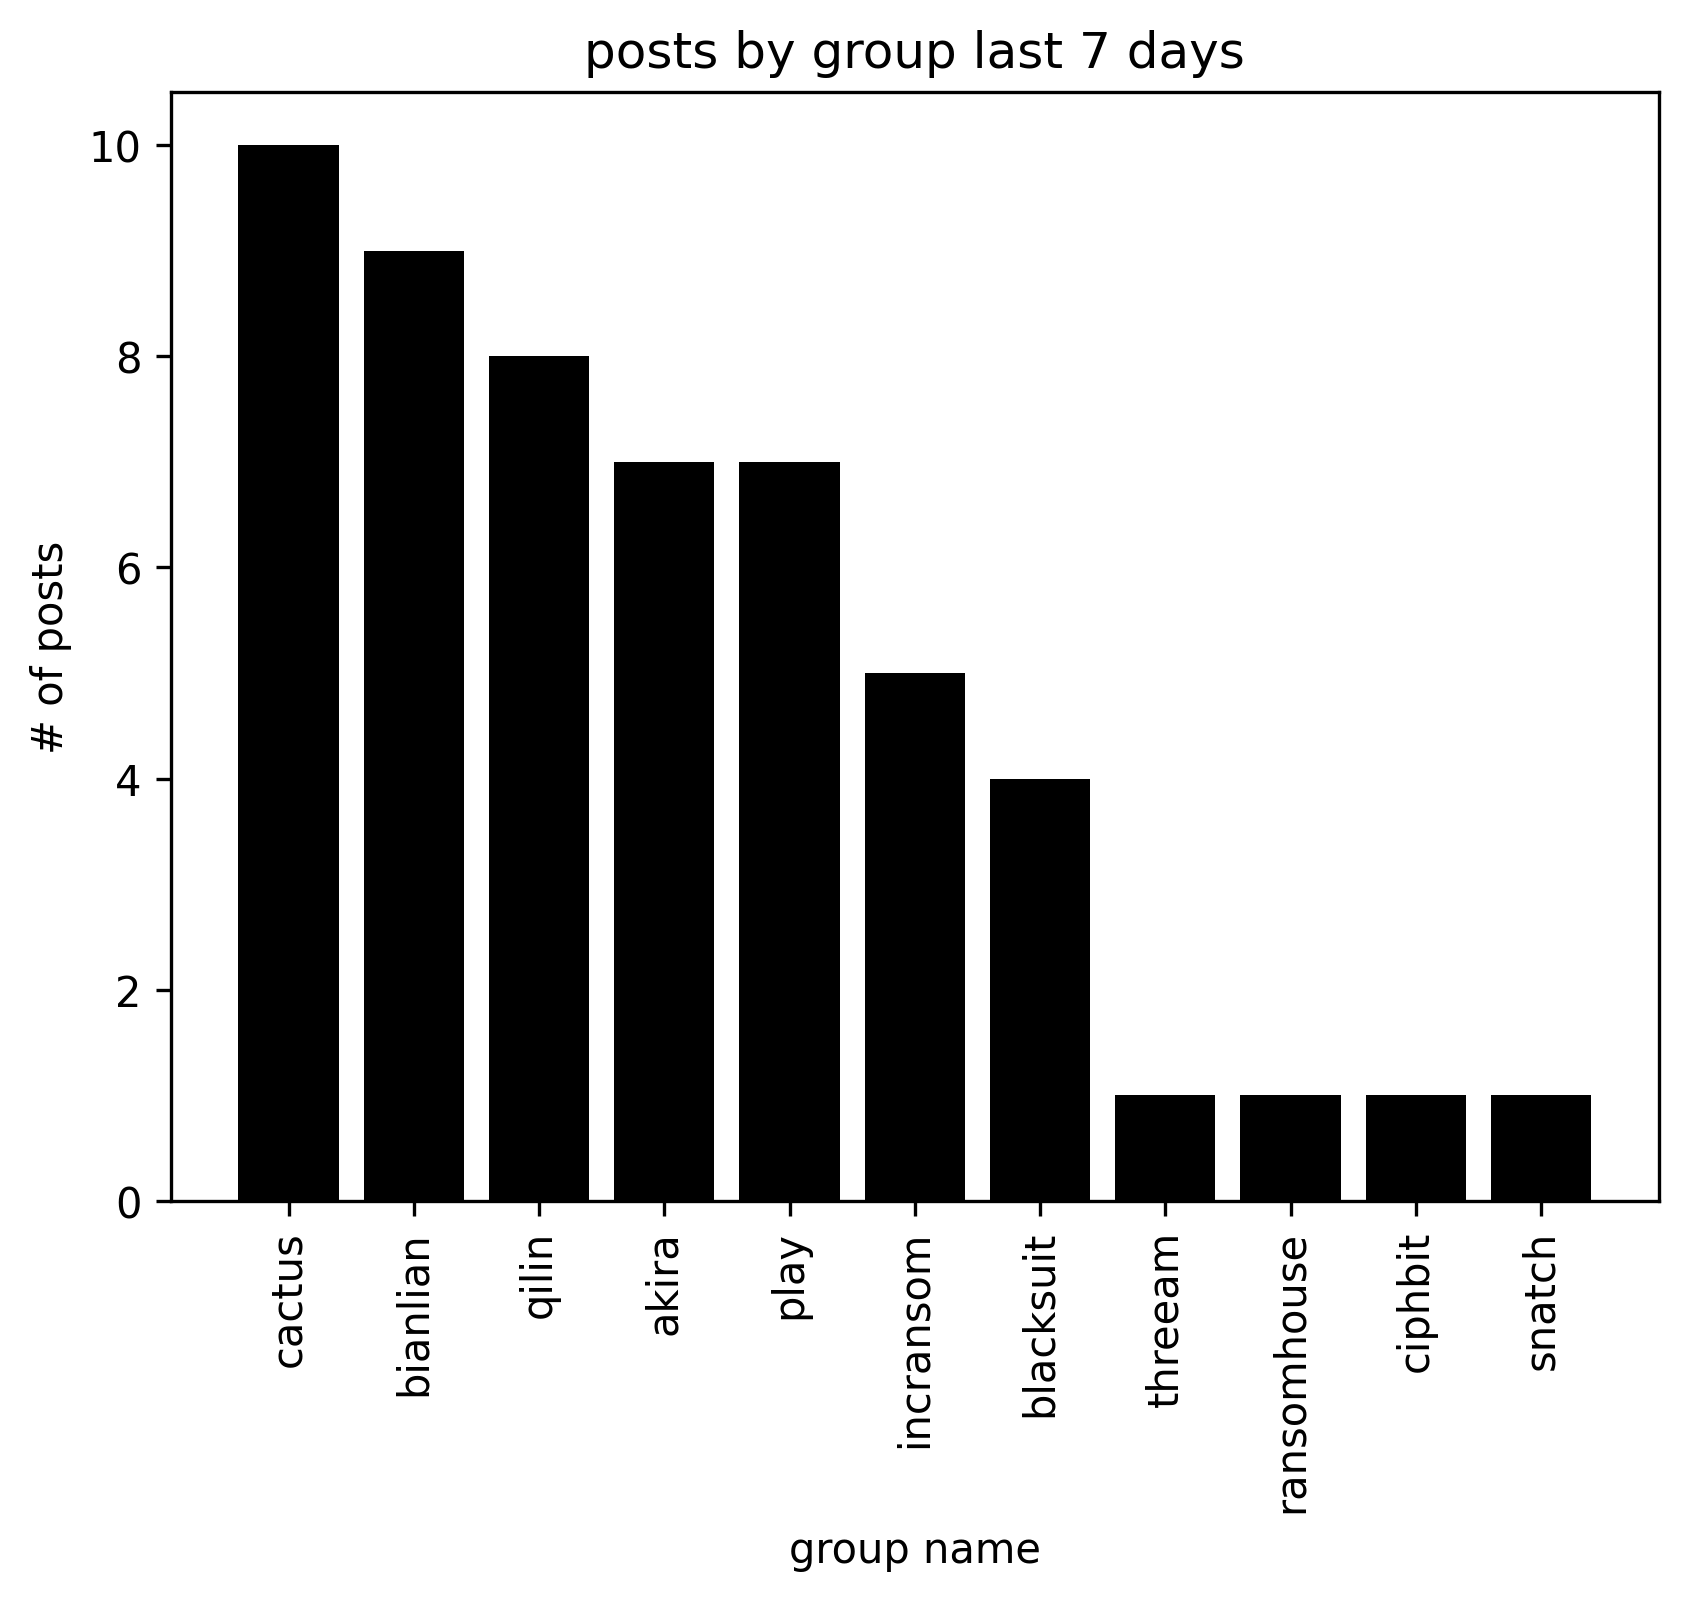 posts by group last 7 days
10
8
6
4
2
0
# of posts
cactus
bianlian
qilin
akira
play
incransom
blacksuit
threeam
ransomhouse
ciphbit
snatch
group name